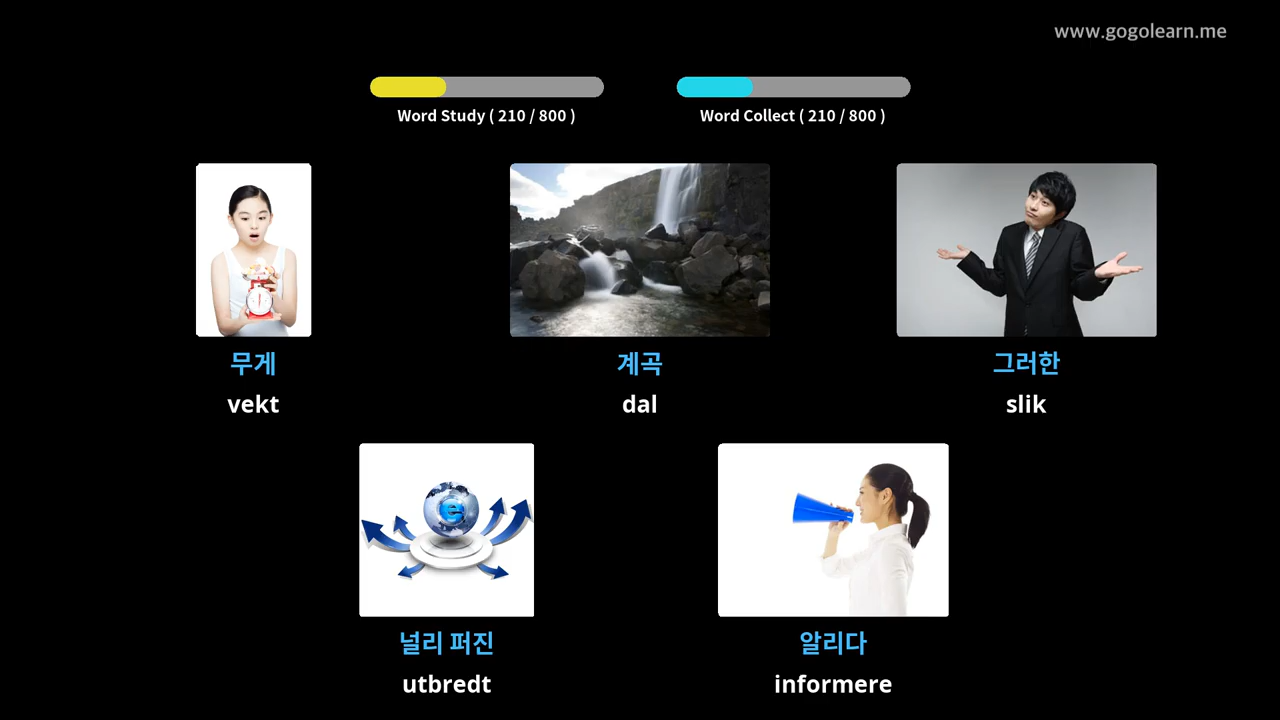 www.gogolearn.me
Word Study ( 210 / 800 )
Word Collect ( 210 / 800 )
무게
vekt
계곡
dal
그러한
slik
e
널리 퍼진
utbredt
알리다
informere